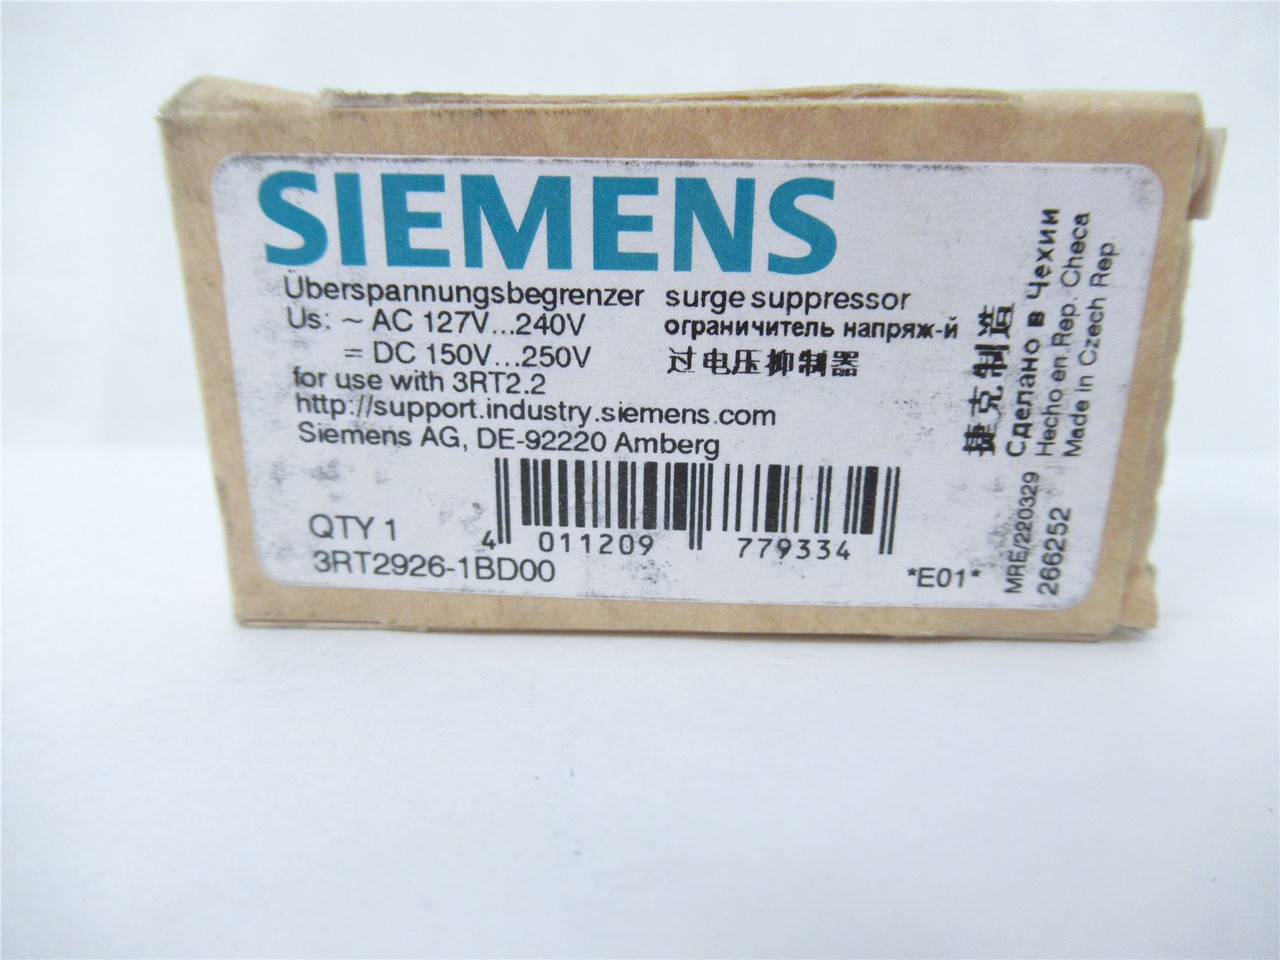 SIEMENS
Überspannungsbegrenzer surge suppressor
Us: ~ AC 127V...240V ограничитель напряж-й
= DC 150V...250V 过电压抑制器
for use with 3RT2.2
http://support.industry.siemens.com
Siemens AG, DE-92220 Amberg
QTY 1
4 011209 779334
3RT2926-1BD00
*E01*
捷克制造
Сделано в Чехии
Hecho en Rep. Checa
Made in Czech Rep
MRE/220329
266252